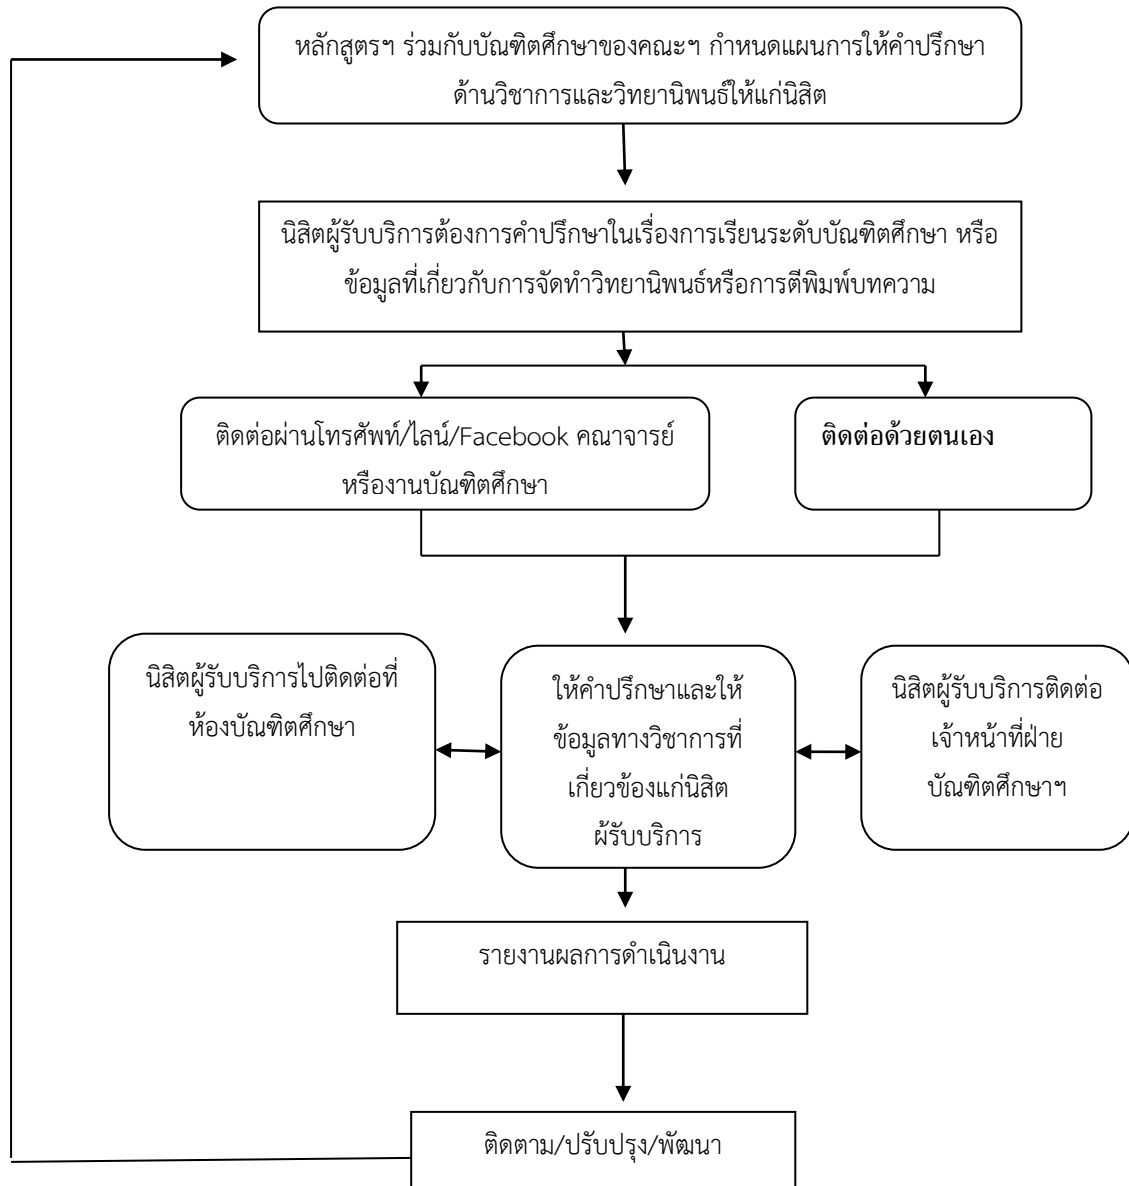 หลักสูตรฯ ร่วมกับบัณฑิตศึกษาของคณะฯ กำหนดแผนการให้คำปรึกษา
ด้านวิชาการและวิทยานิพนธ์ให้แก่นิสิต
นิสิตผู้รับบริการต้องการคำปรึกษาในเรื่องการเรียนระดับบัณฑิตศึกษา หรือ
ข้อมูลที่เกี่ยวกับการจัดทำวิทยานิพนธ์หรือการตีพิมพ์บทความ
ติดต่อผ่านโทรศัพท์/ไลน์/Facebook คณาจารย์
หรืองานบัณฑิตศึกษา
ติดต่อด้วยตนเอง
นิสิตผู้รับบริการไปติดต่อที่
ห้องบัณฑิตศึกษา
ให้คำปรึกษาและให้
ข้อมูลทางวิชาการที่
เกี่ยวข้องแก่นิสิต
ผู้รับบริการ
นิสิตผู้รับบริการติดต่อ
เจ้าหน้าที่ฝ่าย
บัณฑิตศึกษาฯ
รายงานผลการดำเนินงาน
ติดตาม/ปรับปรุง/พัฒนา